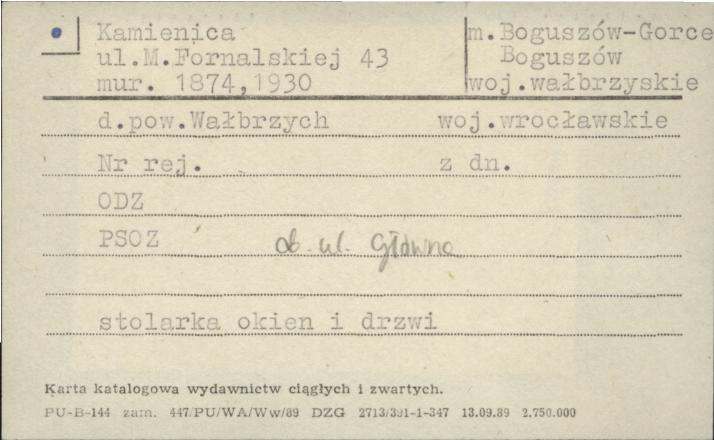 Kamienica m. Boguszów-Gorce
ul.M.Fornalskiej 43 Boguszów
mur. 1874,1930 woj.wałbrzyskie
d.pow.Wałbrzych woj.wrocławskie
Nr rej. z dn.
ODZ
PSOZ ob. ul. Główna
stolarka okien i drzwi
Karta katalogowa wydawnictw ciągłych i zwartych.
PU-B-144 zam. 447/PU/WA/Ww/89 DZG 2713/391-1-347 13.09.89 2.750.000